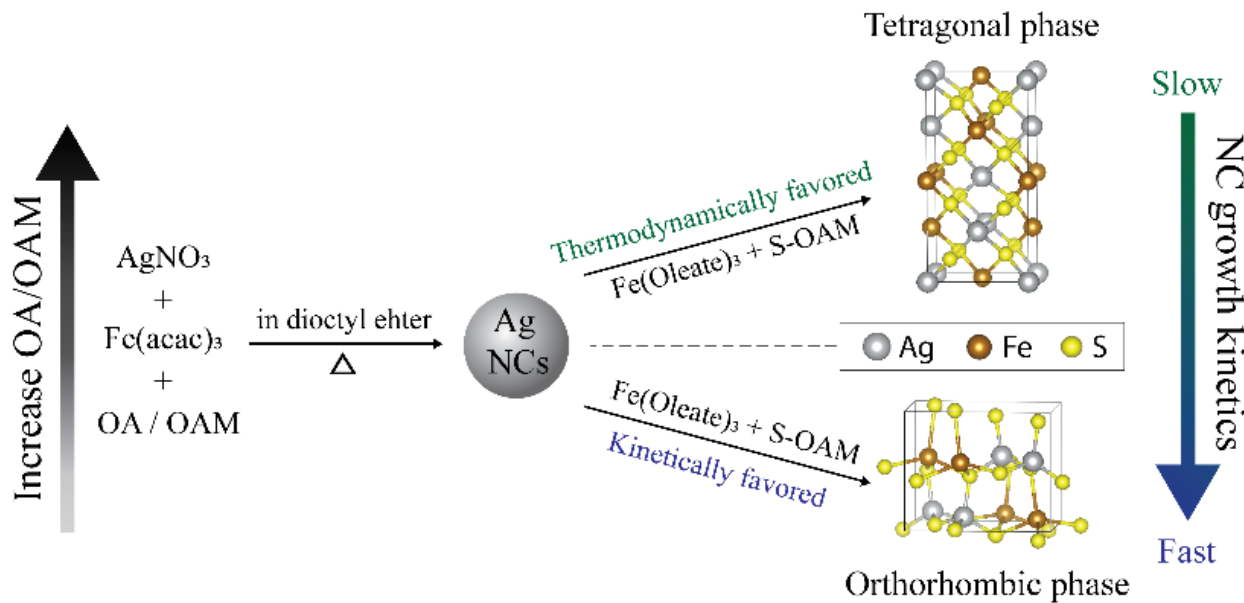 Increase OA/OAM
AgNO₃
+
Fe(acac)₃
+
OA / OAM
in dioctyl ehter
△
Ag
NCs
Thermodynamically favored
Fe(Oleate)₃ + S-OAM
Fe(Oleate)₃ + S-OAM
Kinetically favored
Tetragonal phase
Ag Fe S
Orthorhombic phase
Slow
NC growth kinetics
Fast